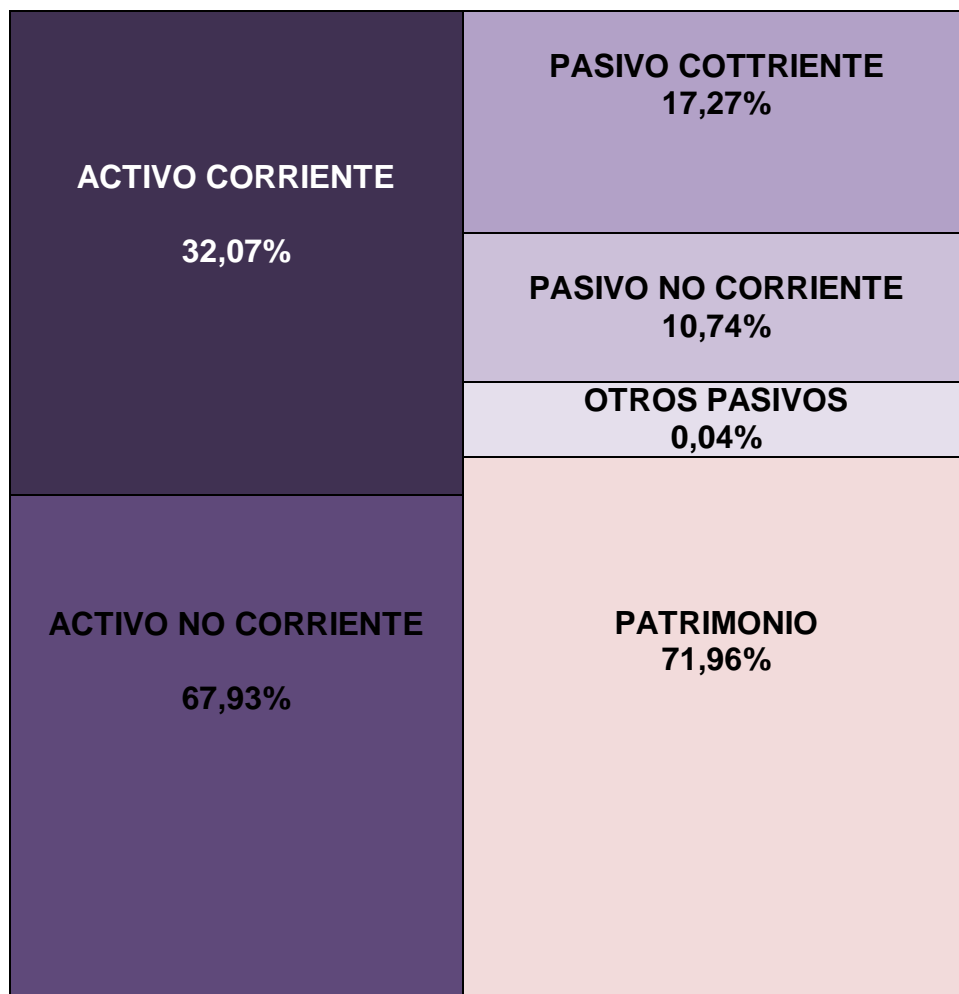 ACTIVO CORRIENTE
32,07%
ACTIVO NO CORRIENTE
67,93%
PASIVO COTTRIENTE
17,27%
PASIVO NO CORRIENTE
10,74%
OTROS PASIVOS
0,04%
PATRIMONIO
71,96%